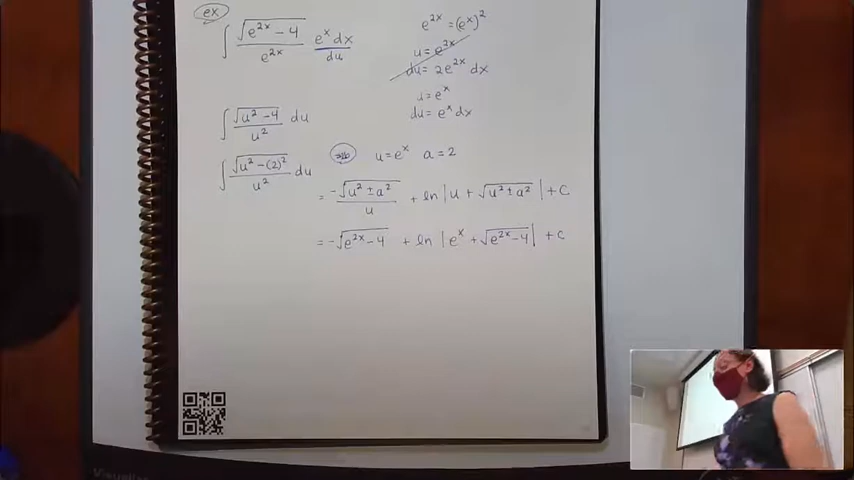 ex
∫ √(e^2x − 4) / e^2x e^x dx
du
e^2x = (e^x)^2
u = e^2x
du = 2e^2x dx
u = e^x
du = e^x dx
∫ √(u^2 − 4) / u^2 du
∫ √(u^2 − (2)^2) / u^2 du
u = e^x a = 2
= −√(u^2 ± a^2) / u + ln |u + √(u^2 ± a^2)| + C
= −√(e^2x − 4) + ln |e^x + √(e^2x − 4)| + C